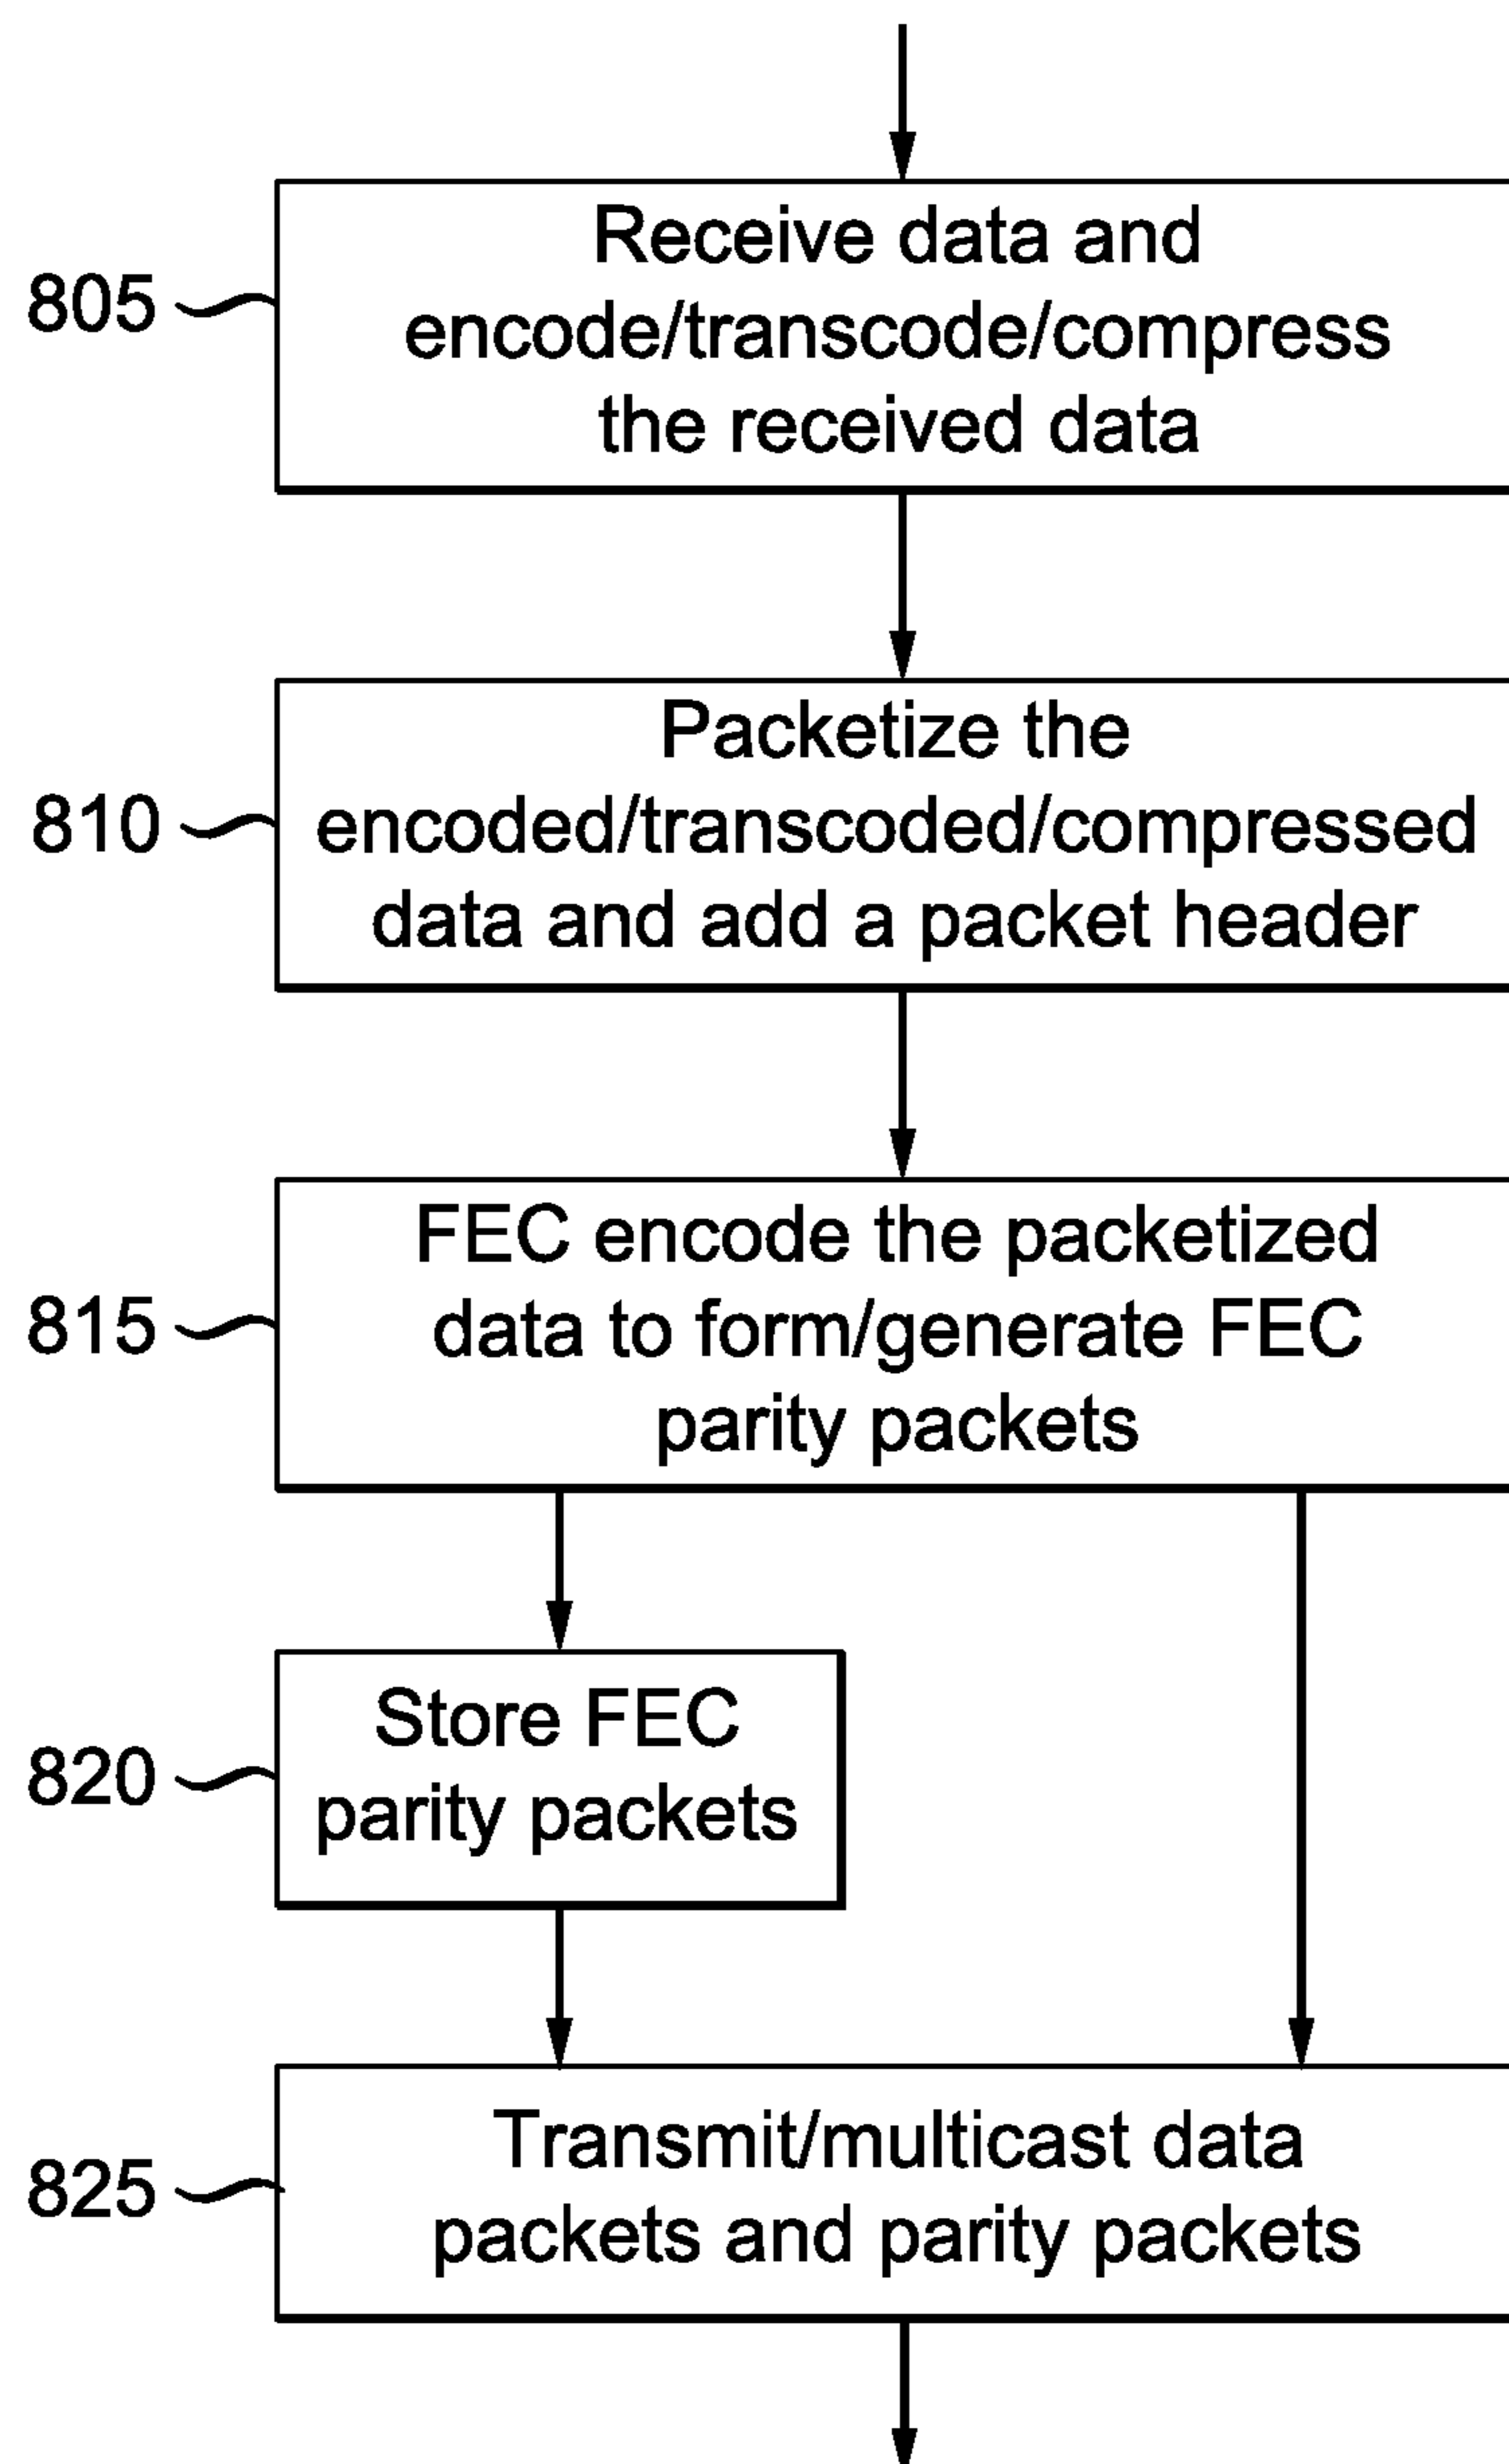 Receive data and
805
encode/transcode/compress
the received data
Packetize the
810
encoded/transcoded/compressed
data and add a packet header
FEC encode the packetized
815
data to form/generate FEC
parity packets
Store FEC
820
parity packets
Transmit/multicast data
825
packets and parity packets